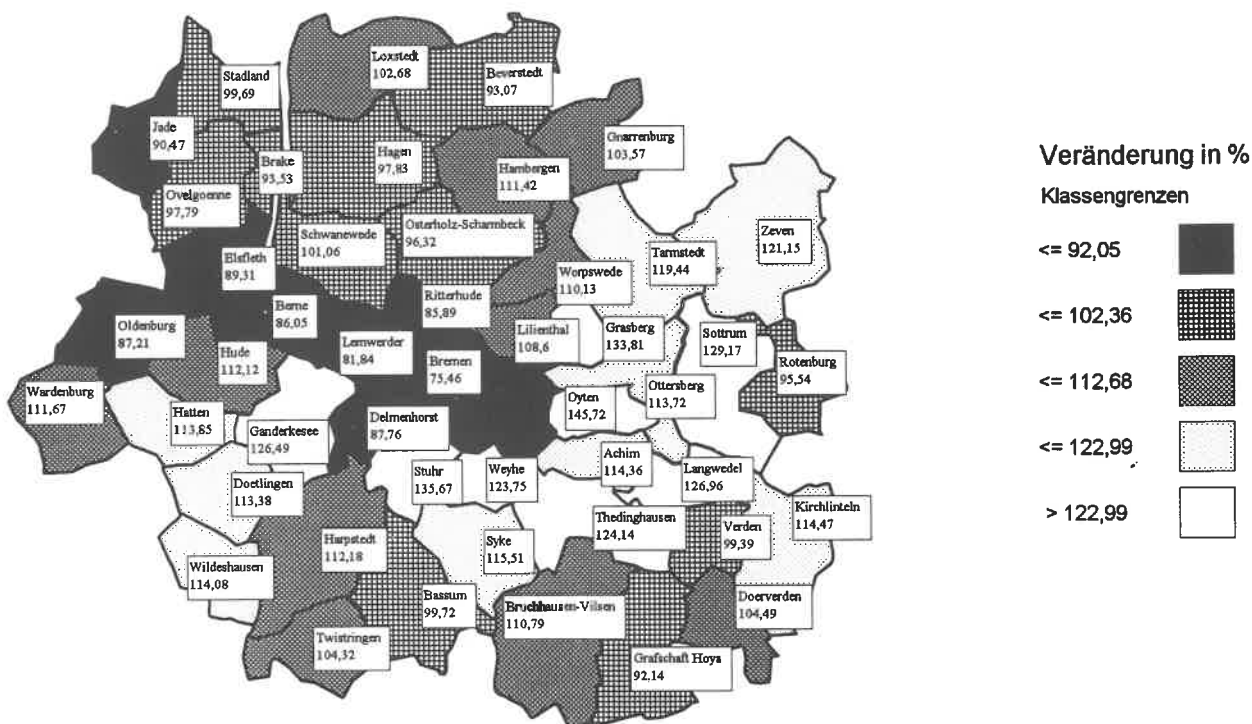 Loxstedt
102,68
Beverstedt
93,07
Stadland
99,69
Jade
90,47
Brake
93,53
Hagen
97,83
Hambergen
111,42
Gnarrenburg
103,57
Ovelgoenne
97,79
Schwanewede
101,06
Osterholz-Scharmbeck
96,32
Zeven
121,15
Tarmstedt
119,44
Elsfleth
89,31
Worpswede
110,13
Berne
86,05
Ritterhude
85,89
Oldenburg
87,21
Hude
112,12
Lemwerder
81,84
Bremen
75,46
Lilienthal
108,6
Grasberg
133,81
Sottrum
129,17
Rotenburg
95,54
Wardenburg
111,67
Hatten
113,85
Ganderkesee
126,49
Delmenhorst
87,76
Oyten
145,72
Ottersberg
113,72
Doetlingen
113,38
Stuhr
135,67
Weyhe
123,75
Achim
114,36
Langwedel
126,96
Kirchlinteln
114,47
Thedinghausen
124,14
Verden
99,39
Harpstedt
112,18
Syke
115,51
Wildeshausen
114,08
Bassum
99,72
Bruchhausen-Vilsen
110,79
Doerverden
104,49
Twistringen
104,32
Grafschaft Hoya
92,14
Veränderung in %
Klassengrenzen
<= 92,05
<= 102,36
<= 112,68
<= 122,99
> 122,99